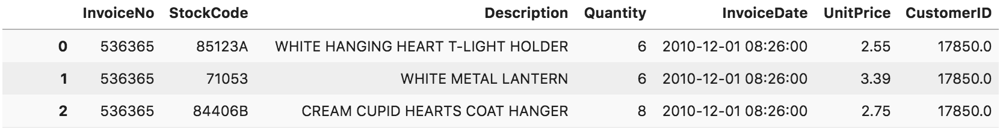 InvoiceNo StockCode Description Quantity InvoiceDate UnitPrice CustomerID
0 536365 85123A WHITE HANGING HEART T-LIGHT HOLDER 6 2010-12-01 08:26:00 2.55 17850.0
1 536365 71053 WHITE METAL LANTERN 6 2010-12-01 08:26:00 3.39 17850.0
2 536365 84406B CREAM CUPID HEARTS COAT HANGER 8 2010-12-01 08:26:00 2.75 17850.0